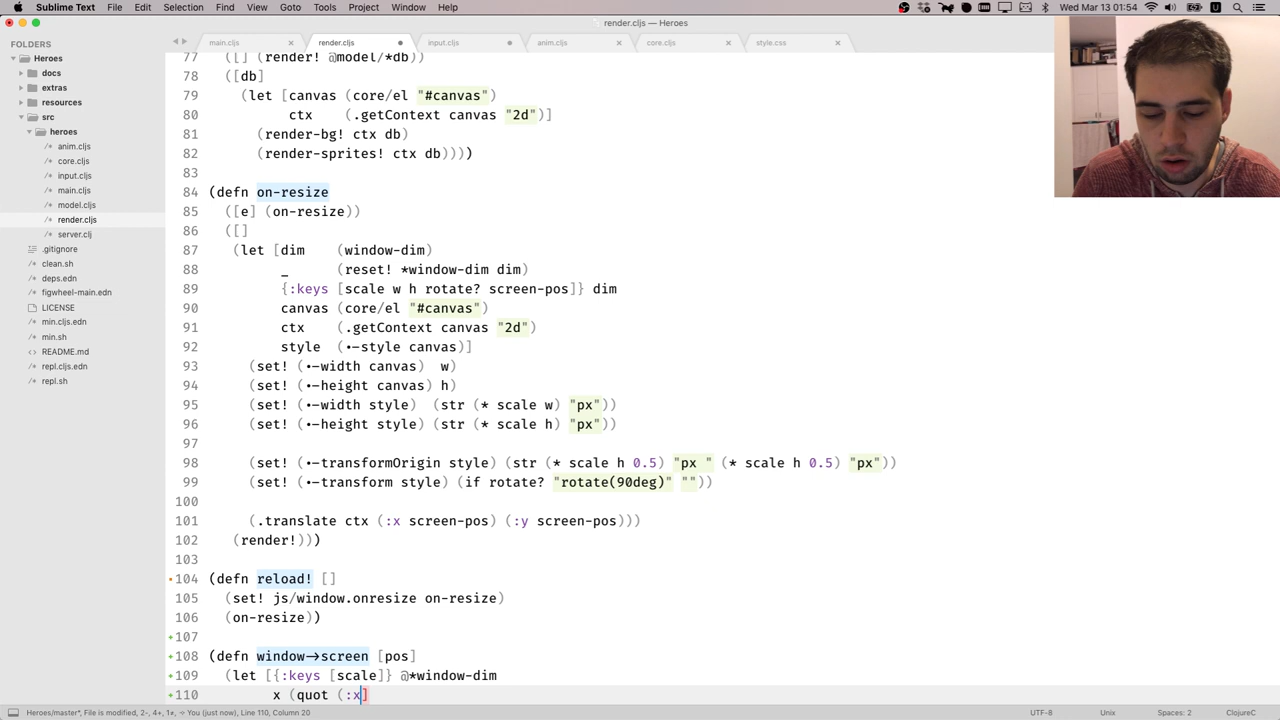 Sublime Text File Edit Selection Find View Goto Tools Project Window Help
Wed Mar 13 01:54
render.cljs — Heroes
FOLDERS
Heroes
docs
extras
resources
src
heroes
/* anim.cljs
/* core.cljs
/* input.cljs
/* main.cljs
/* model.cljs
/* render.cljs
/* server.clj
.gitignore
/* clean.sh
/* deps.edn
/* figwheel-main.edn
LICENSE
/* min.cljs.edn
/* min.sh
README.md
/* repl.cljs.edn
/* repl.sh
main.cljs × render.cljs • input.cljs • anim.cljs × core.cljs × style.css ×
77 ([] (render! @model/*db))
78 ([db]
79 (let [canvas (core/el "#canvas")
80 ctx (.getContext canvas "2d")]
81 (render-bg! ctx db)
82 (render-sprites! ctx db))))
83
84 (defn on-resize
85 ([e] (on-resize))
86 ([]
87 (let [dim (window-dim)
88 _ (reset! *window-dim dim)
89 {:keys [scale w h rotate? screen-pos]} dim
90 canvas (core/el "#canvas")
91 ctx (.getContext canvas "2d")
92 style (.-style canvas)]
93 (set! (.-width canvas) w)
94 (set! (.-height canvas) h)
95 (set! (.-width style) (str (* scale w) "px"))
96 (set! (.-height style) (str (* scale h) "px"))
97
98 (set! (.-transformOrigin style) (str (* scale h 0.5) "px " (* scale h 0.5) "px"))
99 (set! (.-transform style) (if rotate? "rotate(90deg)" ""))
100
101 (.translate ctx (:x screen-pos) (:y screen-pos)))
102 (render!)))
103
104 (defn reload! []
105 (set! js/window.onresize on-resize)
106 (on-resize))
107
108 (defn window->screen [pos]
109 (let [{:keys [scale]} @*window-dim
110 x (quot (:x]
Heroes/master*, File is modified, 2-, 4+, 1≠, You (just now), Line 110, Column 20
UTF-8 Unix Spaces: 2 ClojureC